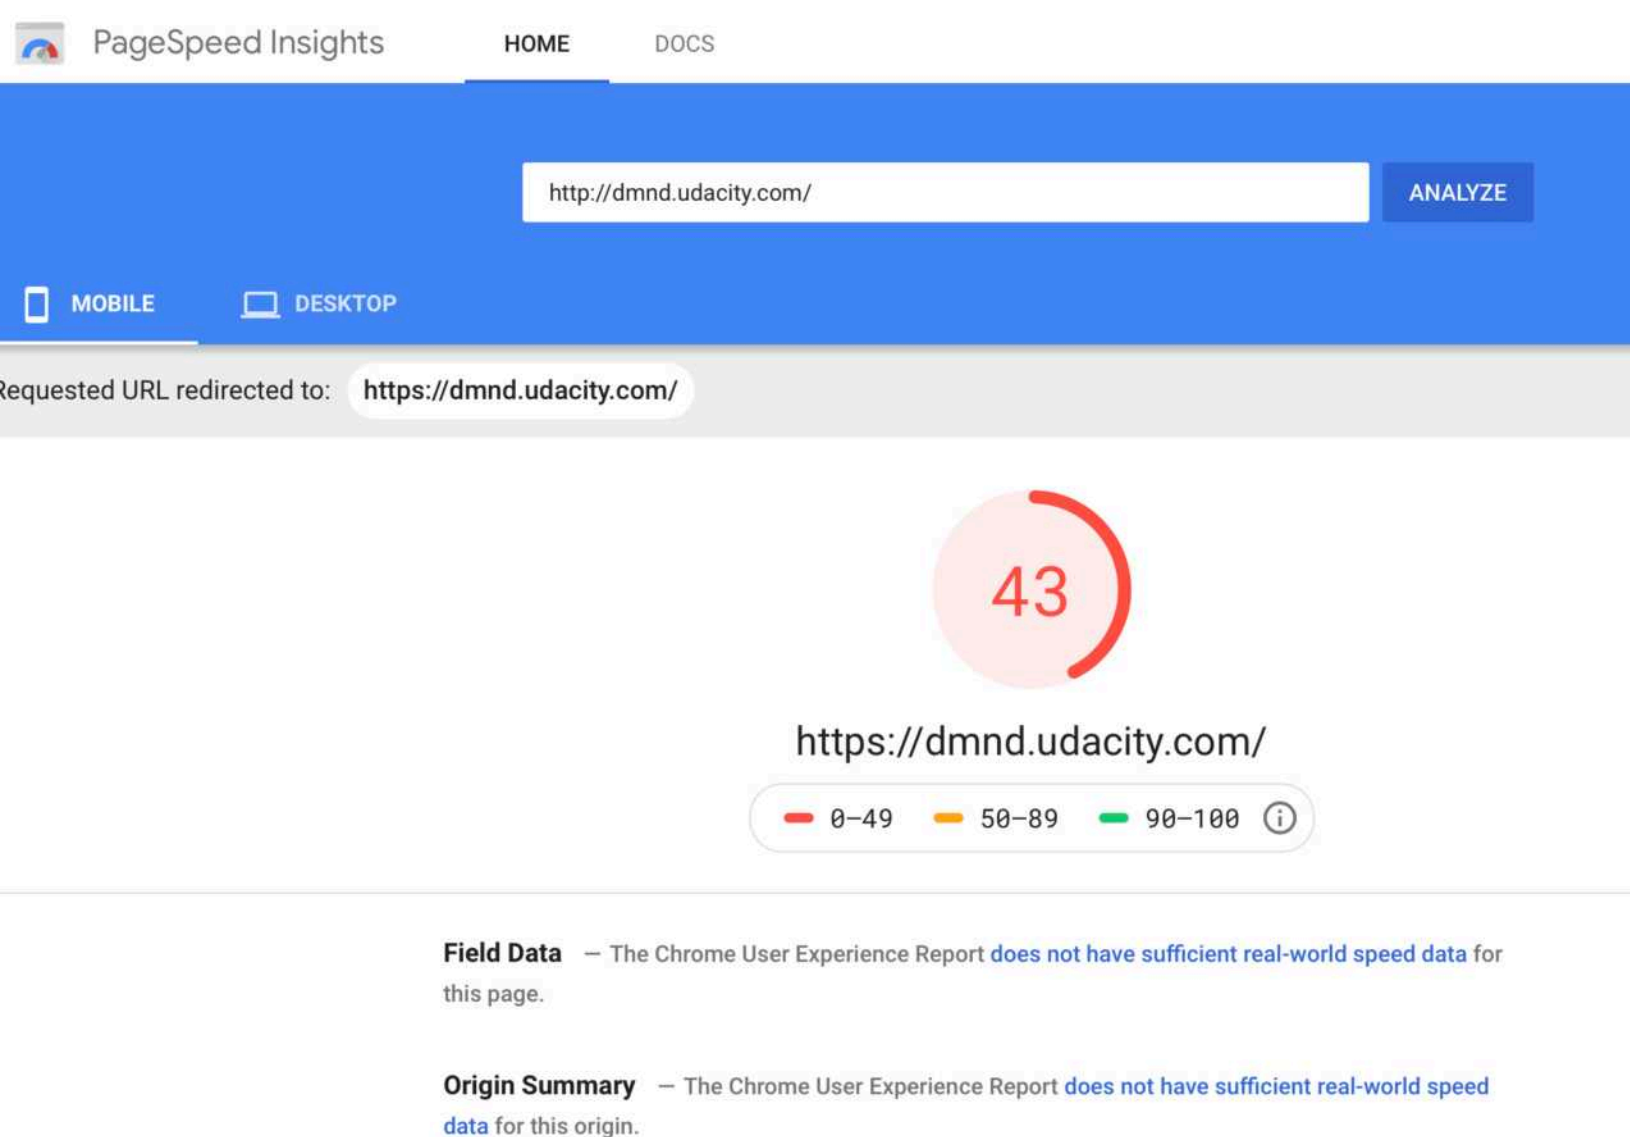 PageSpeed Insights HOME DOCS
http://dmnd.udacity.com/ ANALYZE
MOBILE DESKTOP
Requested URL redirected to: https://dmnd.udacity.com/
43
https://dmnd.udacity.com/
0–49 50–89 90–100
Field Data — The Chrome User Experience Report does not have sufficient real-world speed data for
this page.
Origin Summary — The Chrome User Experience Report does not have sufficient real-world speed
data for this origin.